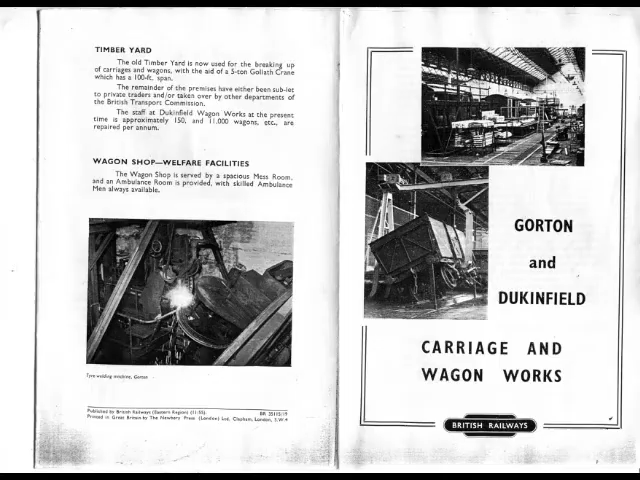 TIMBER YARD
The old Timber Yard is now used for the breaking up
of carriages and wagons, with the aid of a 5-ton Goliath Crane
which has a 100-ft. span.
The remainder of the premises have either been sub-let
to private traders and/or taken over by other departments of
the British Transport Commission.
The staff at Dukinfield Wagon Works at the present
time is approximately 150, and 11,000 wagons, etc., are
repaired per annum.
WAGON SHOP—WELFARE FACILITIES
The Wagon Shop is served by a spacious Mess Room,
and an Ambulance Room is provided, with skilled Ambulance
Men always available.
Tyre-welding machine, Gorton
Published by British Railways (Eastern Region) (11/55) BR 35115/19
Printed in Great Britain by The Newbery Press (London) Ltd., Clapham, London, S.W.4
GORTON
and
DUKINFIELD
CARRIAGE AND
WAGON WORKS
BRITISH RAILWAYS